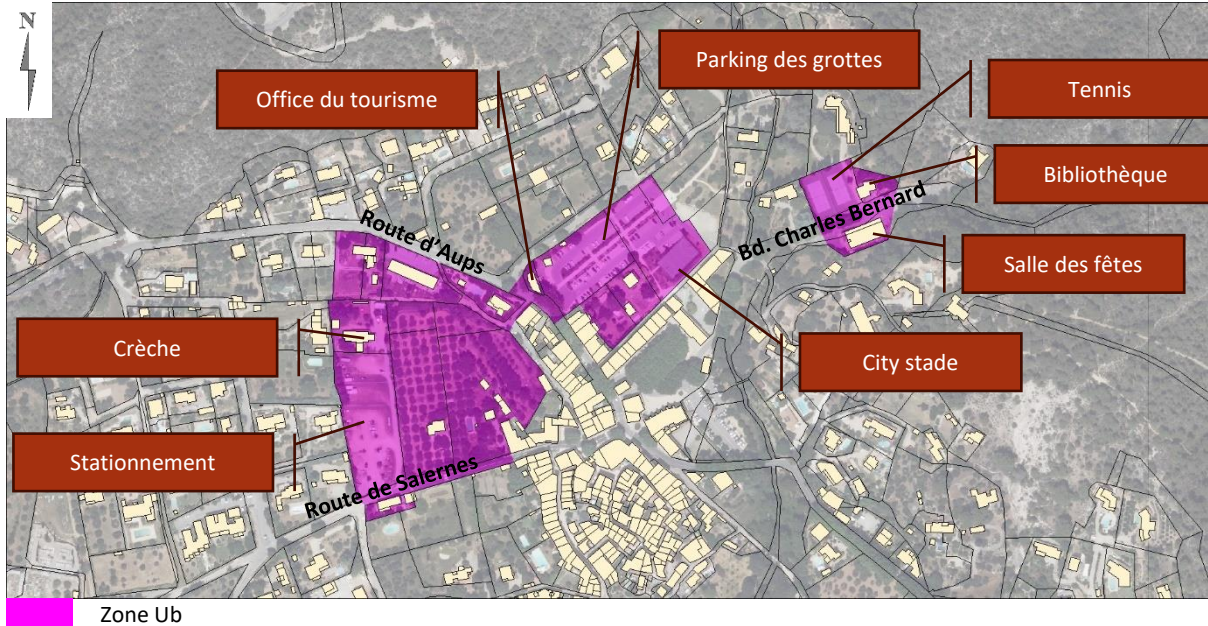 N
Parking des grottes
Office du tourisme
Tennis
Bibliothèque
Bd. Charles Bernard
Route d'Aups
Salle des fêtes
Crèche
City stade
Stationnement
Route de Salernes
Zone Ub